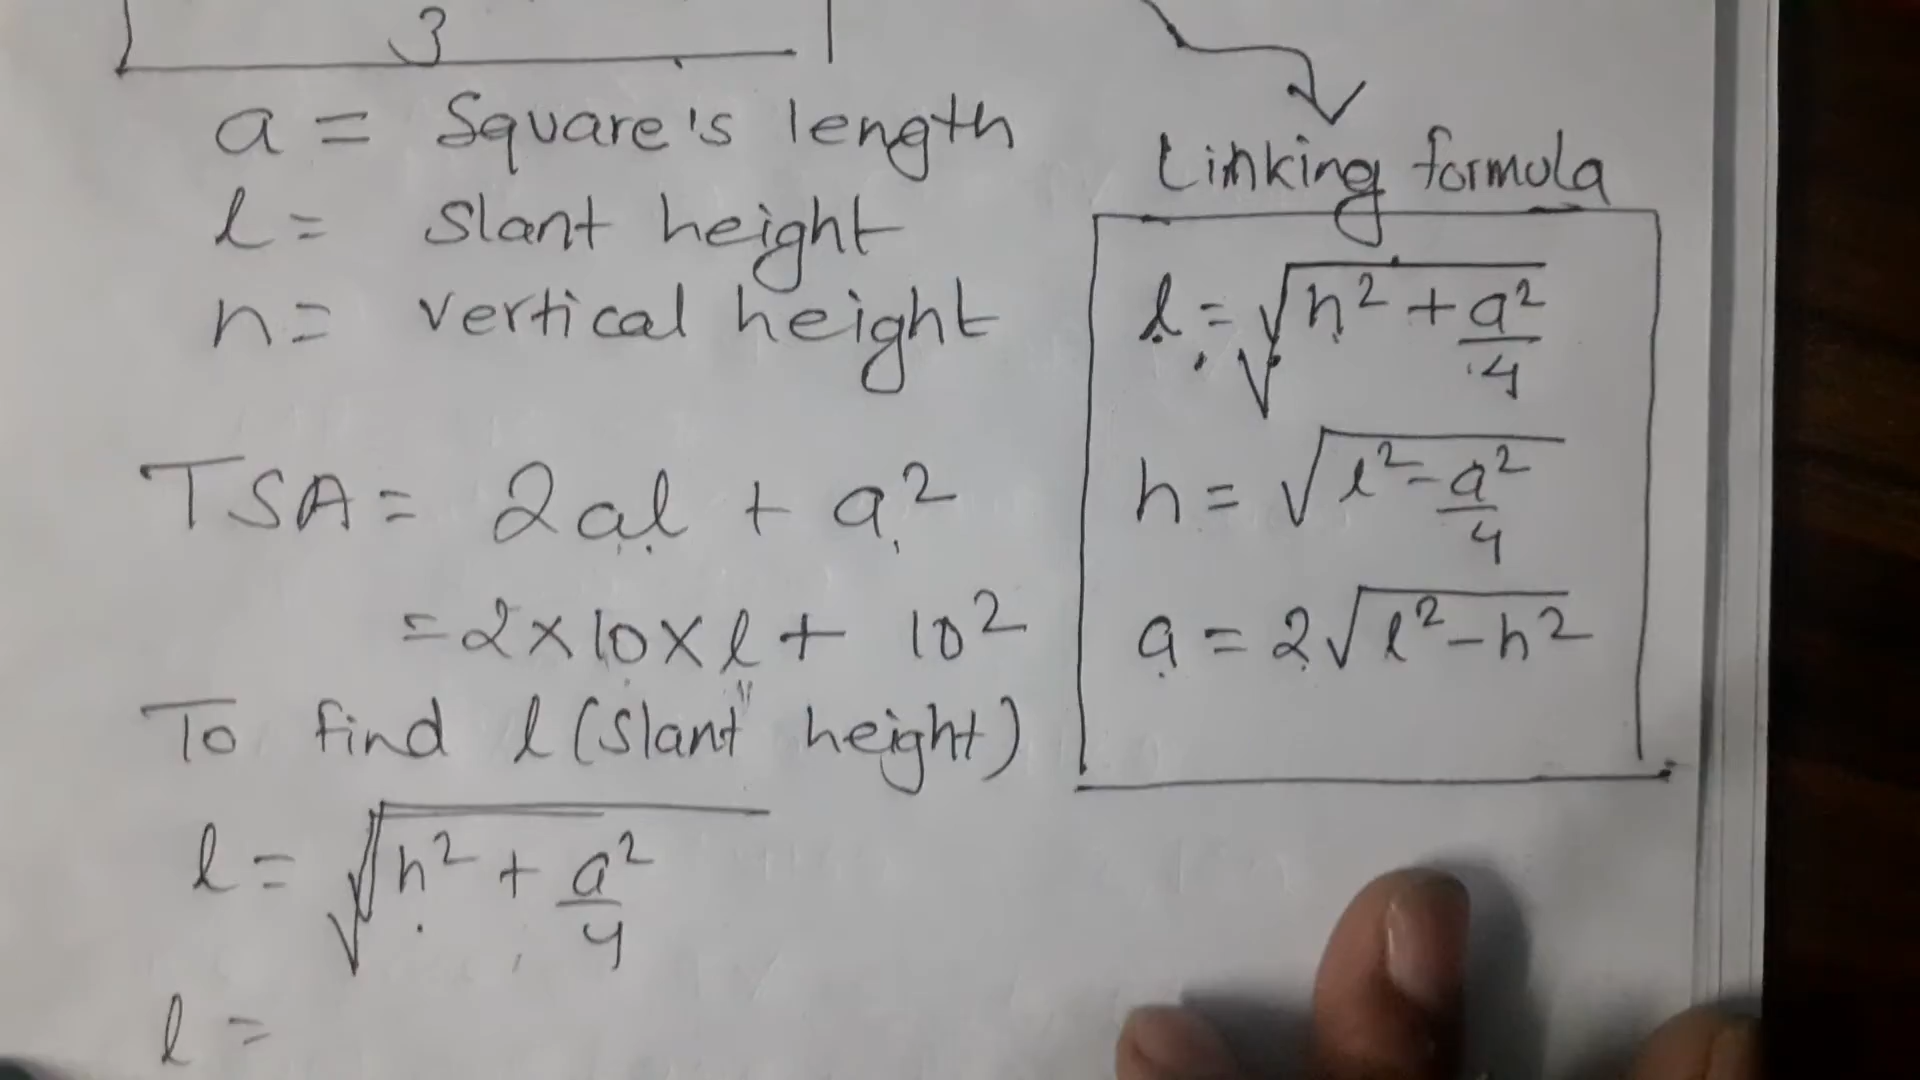 3
a = Square's length
l = Slant height
h = vertical height
TSA = 2al + a²
= 2 × 10 × l + 10²
To find l (Slant height)
l = √(h² + a²/4)
l =
Linking formula
l = √(h² + a²/4)
h = √(l² - a²/4)
a = 2√(l² - h²)